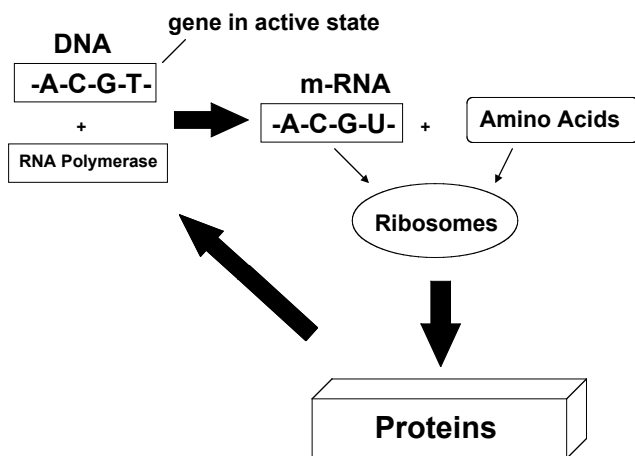 gene in active state
DNA
-A-C-G-T-
+
RNA Polymerase
m-RNA
-A-C-G-U-
+
Amino Acids
Ribosomes
Proteins